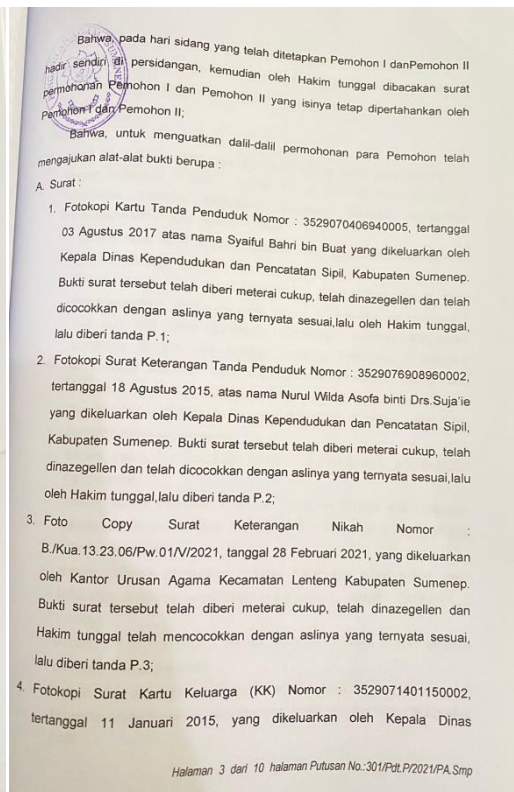 Bahwa, pada hari sidang yang telah ditetapkan Pemohon I danPemohon II
hadir sendiri di persidangan, kemudian oleh Hakim tunggal dibacakan surat
permohonan Pemohon I dan Pemohon II yang isinya tetap dipertahankan oleh
Pemohon I dan Pemohon II;
Bahwa, untuk menguatkan dalil-dalil permohonan para Pemohon telah
mengajukan alat-alat bukti berupa :
A. Surat :
1. Fotokopi Kartu Tanda Penduduk Nomor : 3529070406940005, tertanggal
03 Agustus 2017 atas nama Syaiful Bahri bin Buat yang dikeluarkan oleh
Kepala Dinas Kependudukan dan Pencatatan Sipil, Kabupaten Sumenep.
Bukti surat tersebut telah diberi meterai cukup, telah dinazegellen dan telah
dicocokkan dengan aslinya yang ternyata sesuai,lalu oleh Hakim tunggal,
lalu diberi tanda P.1;
2. Fotokopi Surat Keterangan Tanda Penduduk Nomor : 3529076908960002,
tertanggal 18 Agustus 2015, atas nama Nurul Wilda Asofa binti Drs.Suja'ie
yang dikeluarkan oleh Kepala Dinas Kependudukan dan Pencatatan Sipil,
Kabupaten Sumenep. Bukti surat tersebut telah diberi meterai cukup, telah
dinazegellen dan telah dicocokkan dengan aslinya yang ternyata sesuai,lalu
oleh Hakim tunggal,lalu diberi tanda P.2;
3. Foto Copy Surat Keterangan Nikah Nomor :
B./Kua.13.23.06/Pw.01/V/2021, tanggal 28 Februari 2021, yang dikeluarkan
oleh Kantor Urusan Agama Kecamatan Lenteng Kabupaten Sumenep.
Bukti surat tersebut telah diberi meterai cukup, telah dinazegellen dan
Hakim tunggal telah mencocokkan dengan aslinya yang ternyata sesuai,
lalu diberi tanda P.3;
4. Fotokopi Surat Kartu Keluarga (KK) Nomor : 3529071401150002,
tertanggal 11 Januari 2015, yang dikeluarkan oleh Kepala Dinas
Halaman 3 dari 10 halaman Putusan No.:301/Pdt.P/2021/PA.Smp